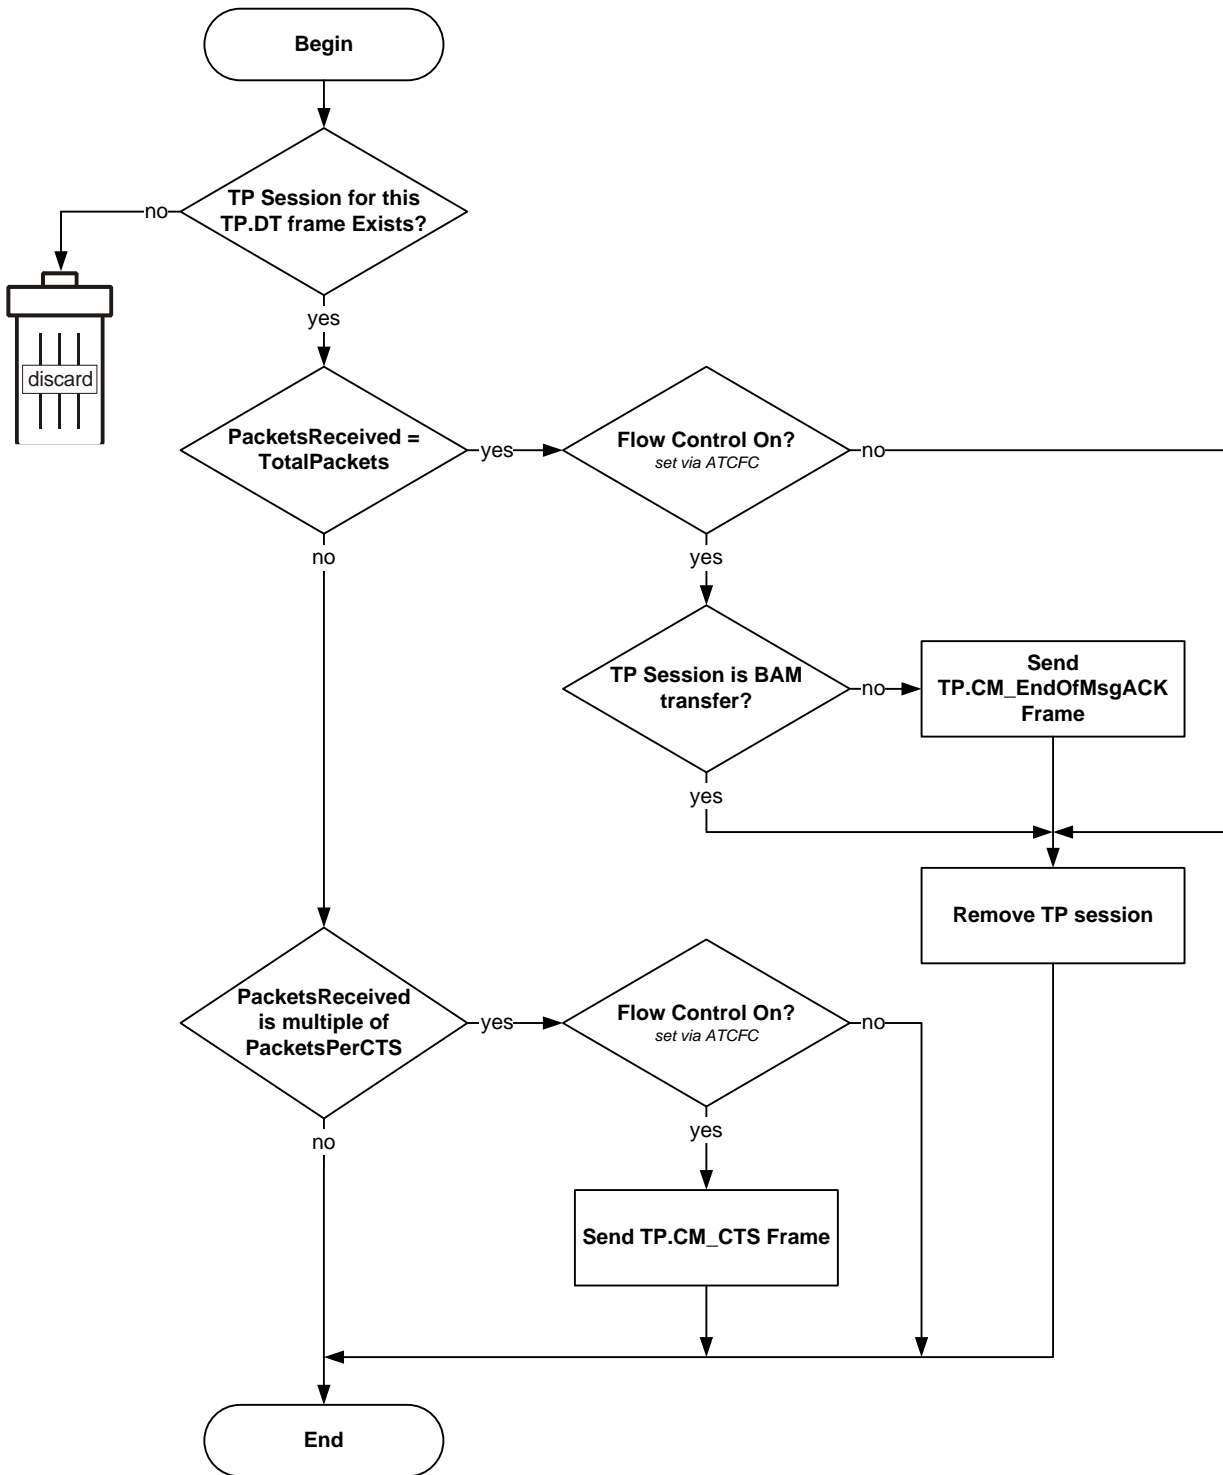 Begin
TP Session for this
TP.DT frame Exists?
no
discard
yes
PacketsReceived =
TotalPackets
yes
Flow Control On?
set via ATCFC
no
no
yes
TP Session is BAM
transfer?
no
Send
TP.CM_EndOfMsgACK
Frame
yes
Remove TP session
PacketsReceived
is multiple of
PacketsPerCTS
yes
Flow Control On?
set via ATCFC
no
no
yes
Send TP.CM_CTS Frame
End